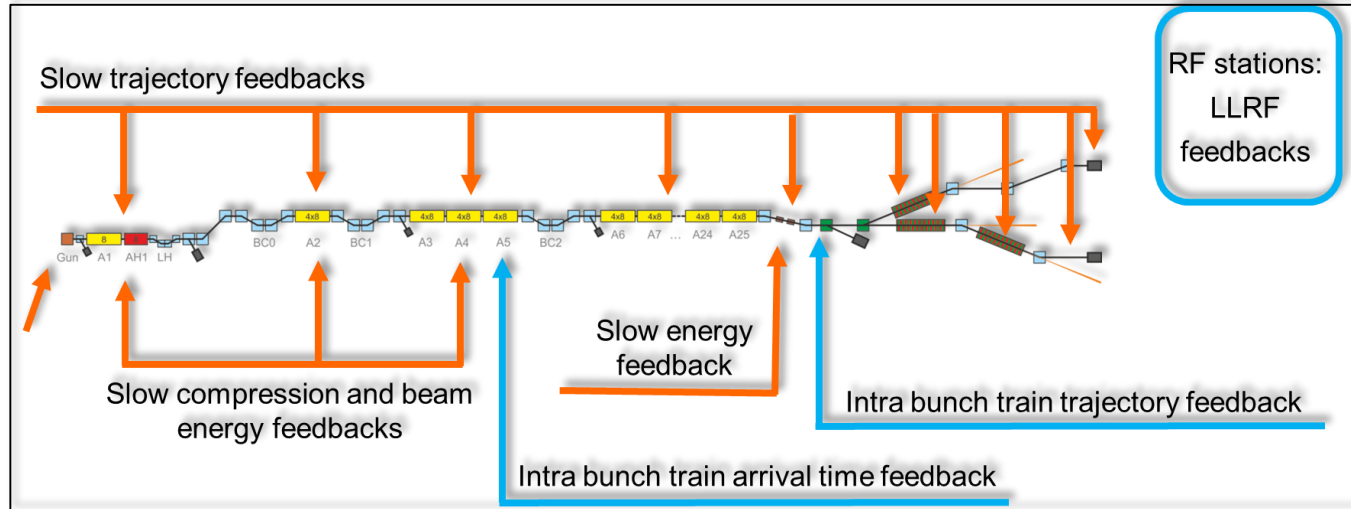 Slow trajectory feedbacks
RF stations:
LLRF
feedbacks
8
4x8
4x8
4x8
4x8
4x8
4x8
4x8
4x8
Gun
A1
AH1
LH
BC0
A2
BC1
A3
A4
A5
BC2
A6
A7
...
A24
A25
Slow energy
feedback
Slow compression and beam
energy feedbacks
Intra bunch train trajectory feedback
Intra bunch train arrival time feedback